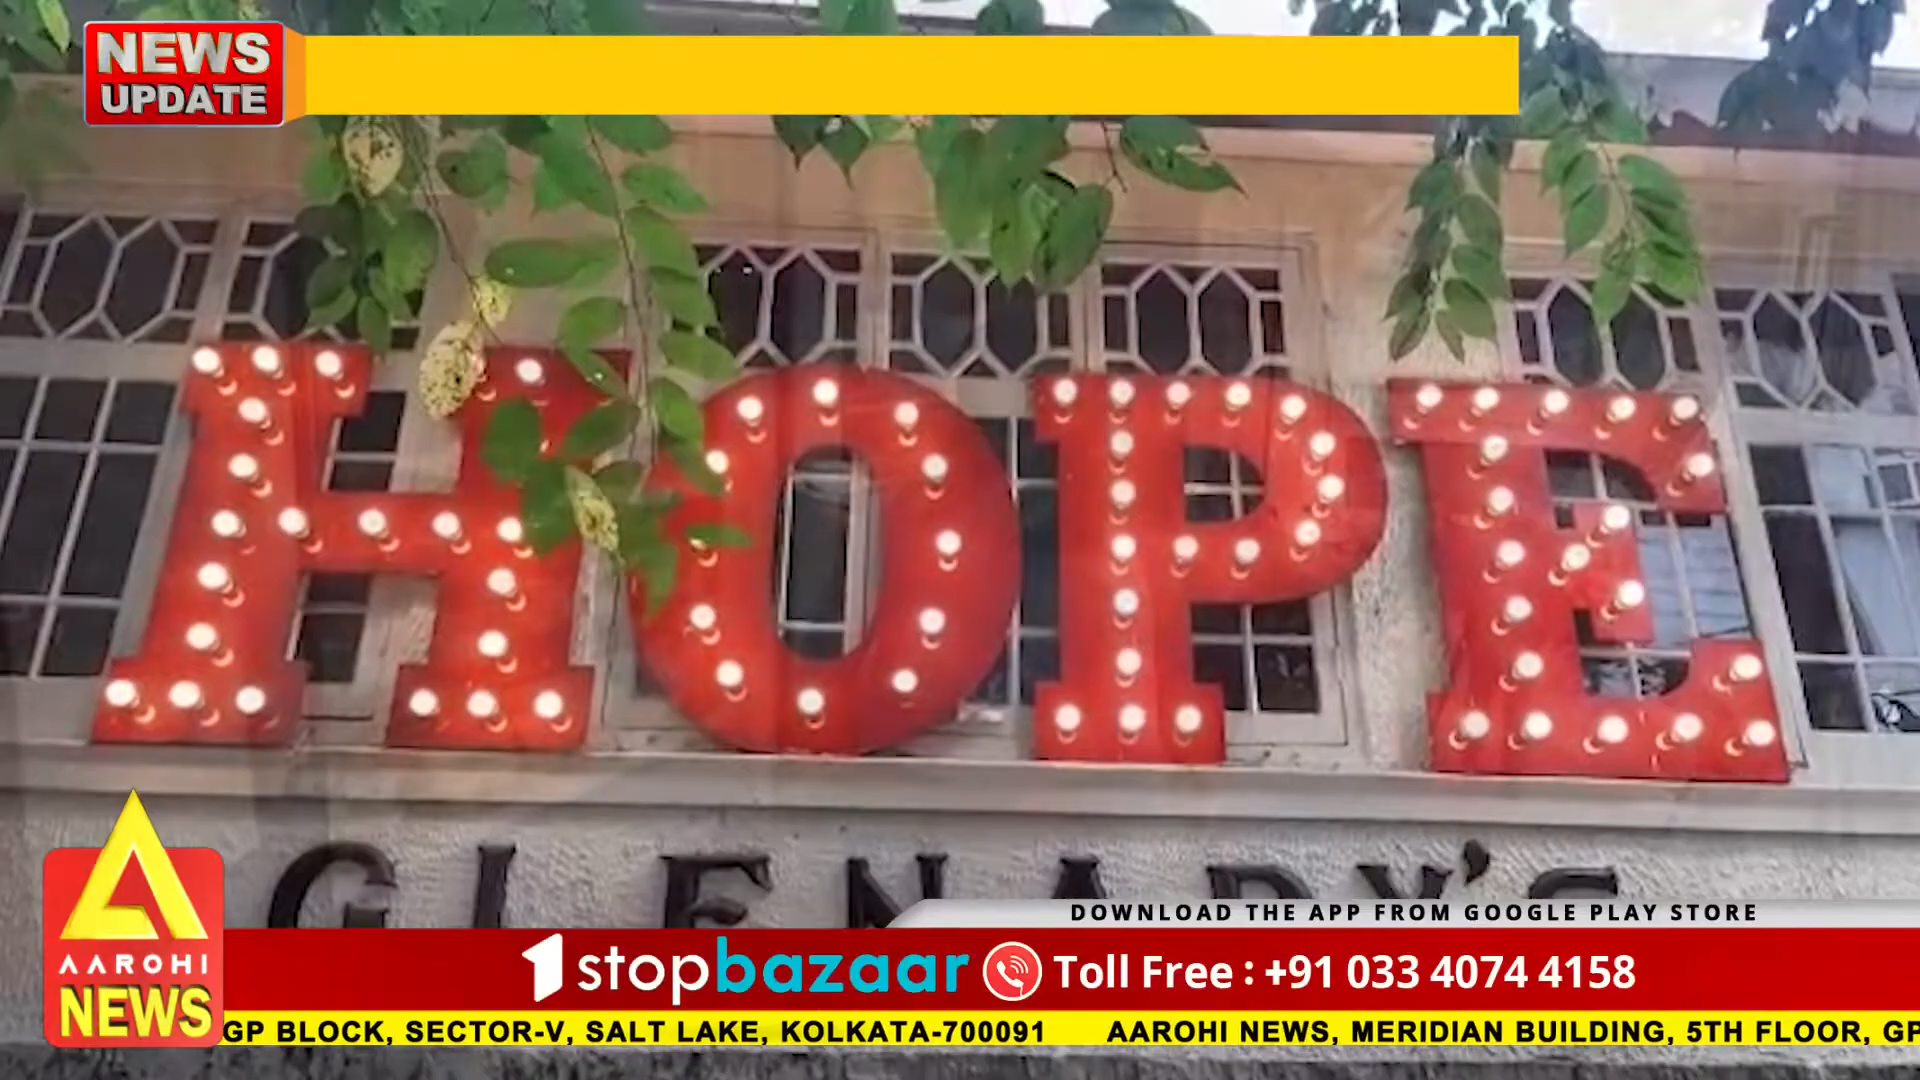 NEWS
UPDATE
HOPE
GLENARY'S
DOWNLOAD THE APP FROM GOOGLE PLAY STORE
1stopbazaar Toll Free : +91 033 4074 4158
AAROHI
NEWS
GP BLOCK, SECTOR-V, SALT LAKE, KOLKATA-700091 AAROHI NEWS, MERIDIAN BUILDING, 5TH FLOOR, GP